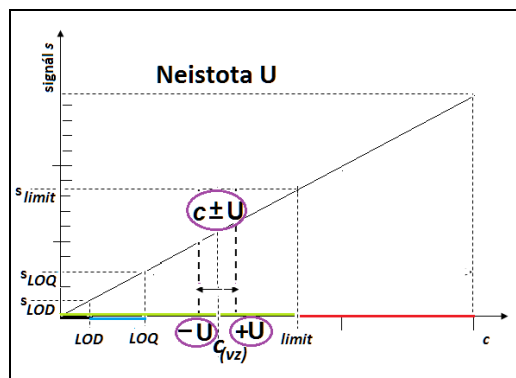 Neistota U
signál s
s limit
c ± U
s LOQ
s LOD
LOD
LOQ
–U
c(vz)
+U
limit
c